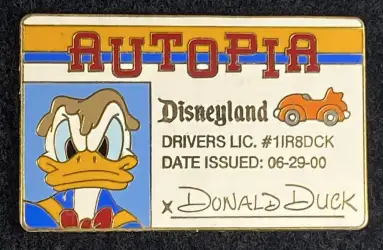 AUTOPIA
Disneyland
DRIVERS LIC. #1IR8DCK
DATE ISSUED: 06-29-00
x Donald Duck